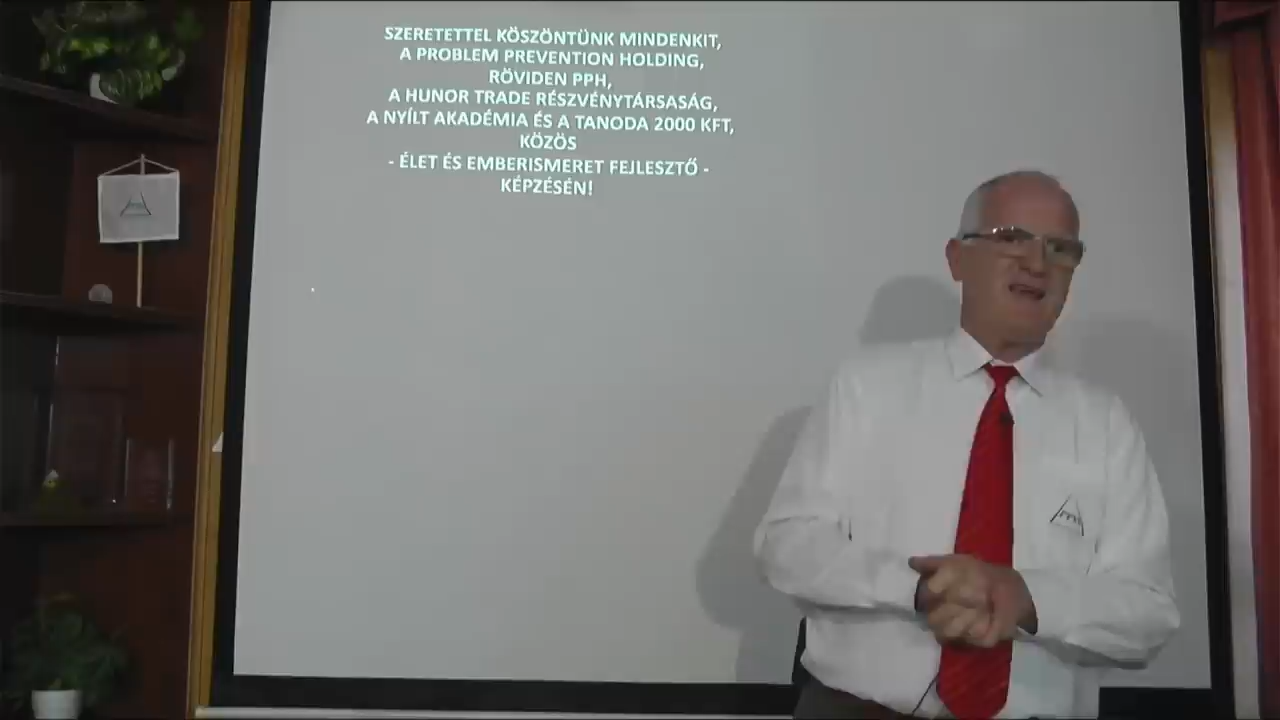 SZERETETTEL KÖSZÖNTÜNK MINDENKIT,
A PROBLEM PREVENTION HOLDING,
RÖVIDEN PPH,
A HUNOR TRADE RÉSZVÉNYTÁRSASÁG,
A NYÍLT AKADÉMIA ÉS A TANODA 2000 KFT,
KÖZÖS
- ÉLET ÉS EMBERISMERET FEJLESZTŐ -
KÉPZÉSÉN!